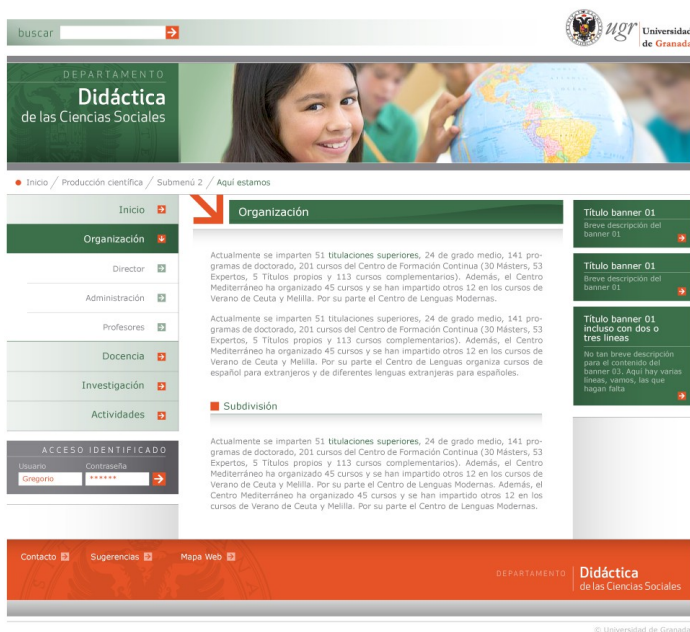 buscar
ugr Universidad
de Granada
DEPARTAMENTO
Didáctica
de las Ciencias Sociales
Inicio / Producción científica / Submenú 2 / Aquí estamos
Inicio
Organización
Director
Administración
Profesores
Docencia
Investigación
Actividades
ACCESO IDENTIFICADO
Usuario Contraseña
Gregorio ******
Organización
Actualmente se imparten 51 titulaciones superiores, 24 de grado medio, 141 pro-
gramas de doctorado, 201 cursos del Centro de Formación Continua (30 Másters, 53
Expertos, 5 Títulos propios y 113 cursos complementarios). Además, el Centro
Mediterráneo ha organizado 45 cursos y se han impartido otros 12 en los cursos de
Verano de Ceuta y Melilla. Por su parte el Centro de Lenguas Modernas.
Actualmente se imparten 51 titulaciones superiores, 24 de grado medio, 141 pro-
gramas de doctorado, 201 cursos del Centro de Formación Continua (30 Másters, 53
Expertos, 5 Títulos propios y 113 cursos complementarios). Además, el Centro
Mediterráneo ha organizado 45 cursos y se han impartido otros 12 en los cursos de
Verano de Ceuta y Melilla. Por su parte el Centro de Lenguas organiza cursos de
español para extranjeros y de diferentes lenguas extranjeras para españoles.
Subdivisión
Actualmente se imparten 51 titulaciones superiores, 24 de grado medio, 141 pro-
gramas de doctorado, 201 cursos del Centro de Formación Continua (30 Másters, 53
Expertos, 5 Títulos propios y 113 cursos complementarios). Además, el Centro
Mediterráneo ha organizado 45 cursos y se han impartido otros 12 en los cursos de
Verano de Ceuta y Melilla. Por su parte el Centro de Lenguas Modernas. Además, el
Centro Mediterráneo ha organizado 45 cursos y se han impartido otros 12 en los
cursos de Verano de Ceuta y Melilla. Por su parte el Centro de Lenguas Modernas.
Título banner 01
Breve descripción del
banner 01
Título banner 01
Breve descripción del
banner 01
Título banner 01
incluso con dos o
tres lineas
No tan breve descripción
para el contenido del
banner 03. Aquí hay varias
lineas, vamos, las que
hagan falta
Contacto Sugerencias Mapa Web
DEPARTAMENTO Didáctica
de las Ciencias Sociales
© Universidad de Granada